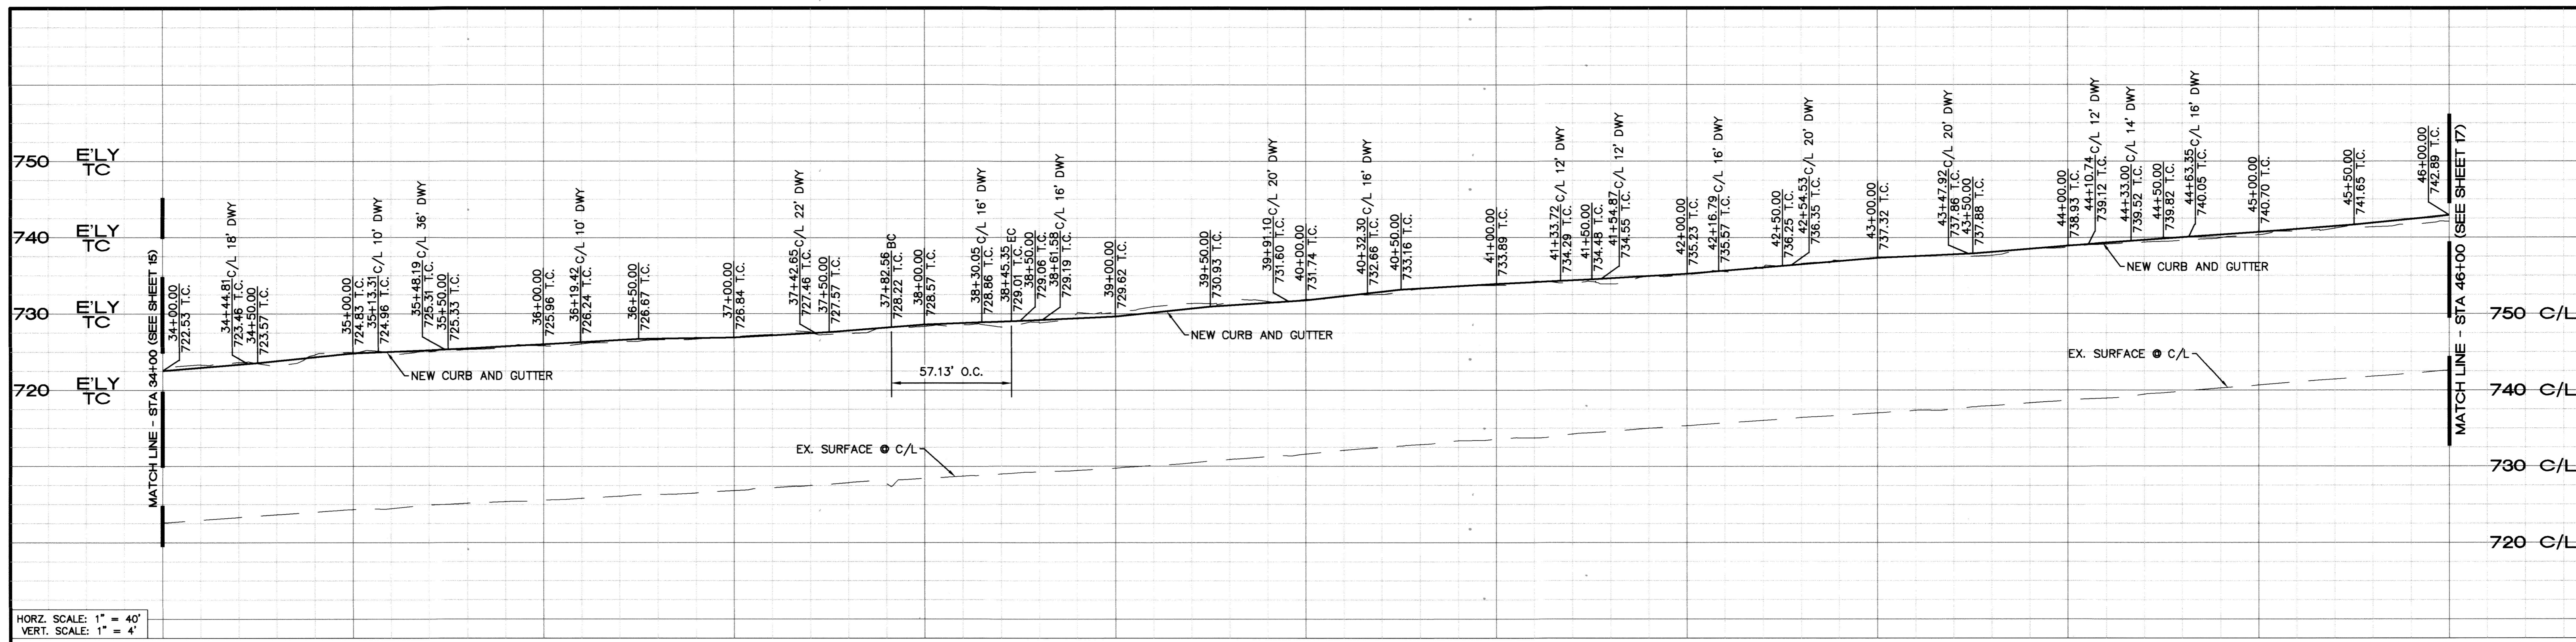 750 E'LY TC
740 E'LY TC
730 E'LY TC
720 E'LY TC
MATCH LINE - STA 34+00 (SEE SHEET 15)
34+00.00
722.53 T.C.
34+44.81 C/L 18' DWY
723.46 T.C.
34+50.00
723.57 T.C.
35+00.00
724.83 T.C.
35+13.31 C/L 10' DWY
724.96 T.C.
35+48.19 C/L 36' DWY
725.31 T.C.
35+50.00
725.33 T.C.
NEW CURB AND GUTTER
36+00.00
725.96 T.C.
36+19.42 C/L 10' DWY
726.24 T.C.
36+50.00
726.67 T.C.
37+00.00
726.84 T.C.
37+42.65 C/L 22' DWY
727.46 T.C.
37+50.00
727.57 T.C.
37+82.56 BC
728.22 T.C.
38+00.00
728.57 T.C.
38+30.05 C/L 16' DWY
728.86 T.C.
38+45.35 EC
729.01 T.C.
38+50.00
729.06 T.C.
38+61.58 C/L 16' DWY
729.19 T.C.
57.13' O.C.
EX. SURFACE @ C/L
39+00.00
729.62 T.C.
39+50.00
730.93 T.C.
NEW CURB AND GUTTER
39+91.10 C/L 20' DWY
731.60 T.C.
40+00.00
731.74 T.C.
40+32.30 C/L 16' DWY
732.66 T.C.
40+50.00
733.16 T.C.
41+00.00
733.89 T.C.
41+33.72 C/L 12' DWY
734.29 T.C.
41+50.00
734.48 T.C.
41+54.87 C/L 12' DWY
734.55 T.C.
42+00.00
735.23 T.C.
42+16.79 C/L 16' DWY
735.57 T.C.
42+50.00
736.25 T.C.
42+54.53 C/L 20' DWY
736.35 T.C.
43+00.00
737.32 T.C.
43+47.92 C/L 20' DWY
737.86 T.C.
43+50.00
737.88 T.C.
44+00.00
738.93 T.C.
44+10.74 C/L 12' DWY
739.12 T.C.
44+33.00 C/L 14' DWY
739.52 T.C.
44+50.00
739.82 T.C.
44+63.35 C/L 16' DWY
740.05 T.C.
NEW CURB AND GUTTER
45+00.00
740.70 T.C.
45+50.00
741.65 T.C.
46+00.00
742.89 T.C.
EX. SURFACE @ C/L
MATCH LINE - STA 46+00 (SEE SHEET 17)
750 C/L
740 C/L
730 C/L
720 C/L
HORZ. SCALE: 1" = 40'
VERT. SCALE: 1" = 4'